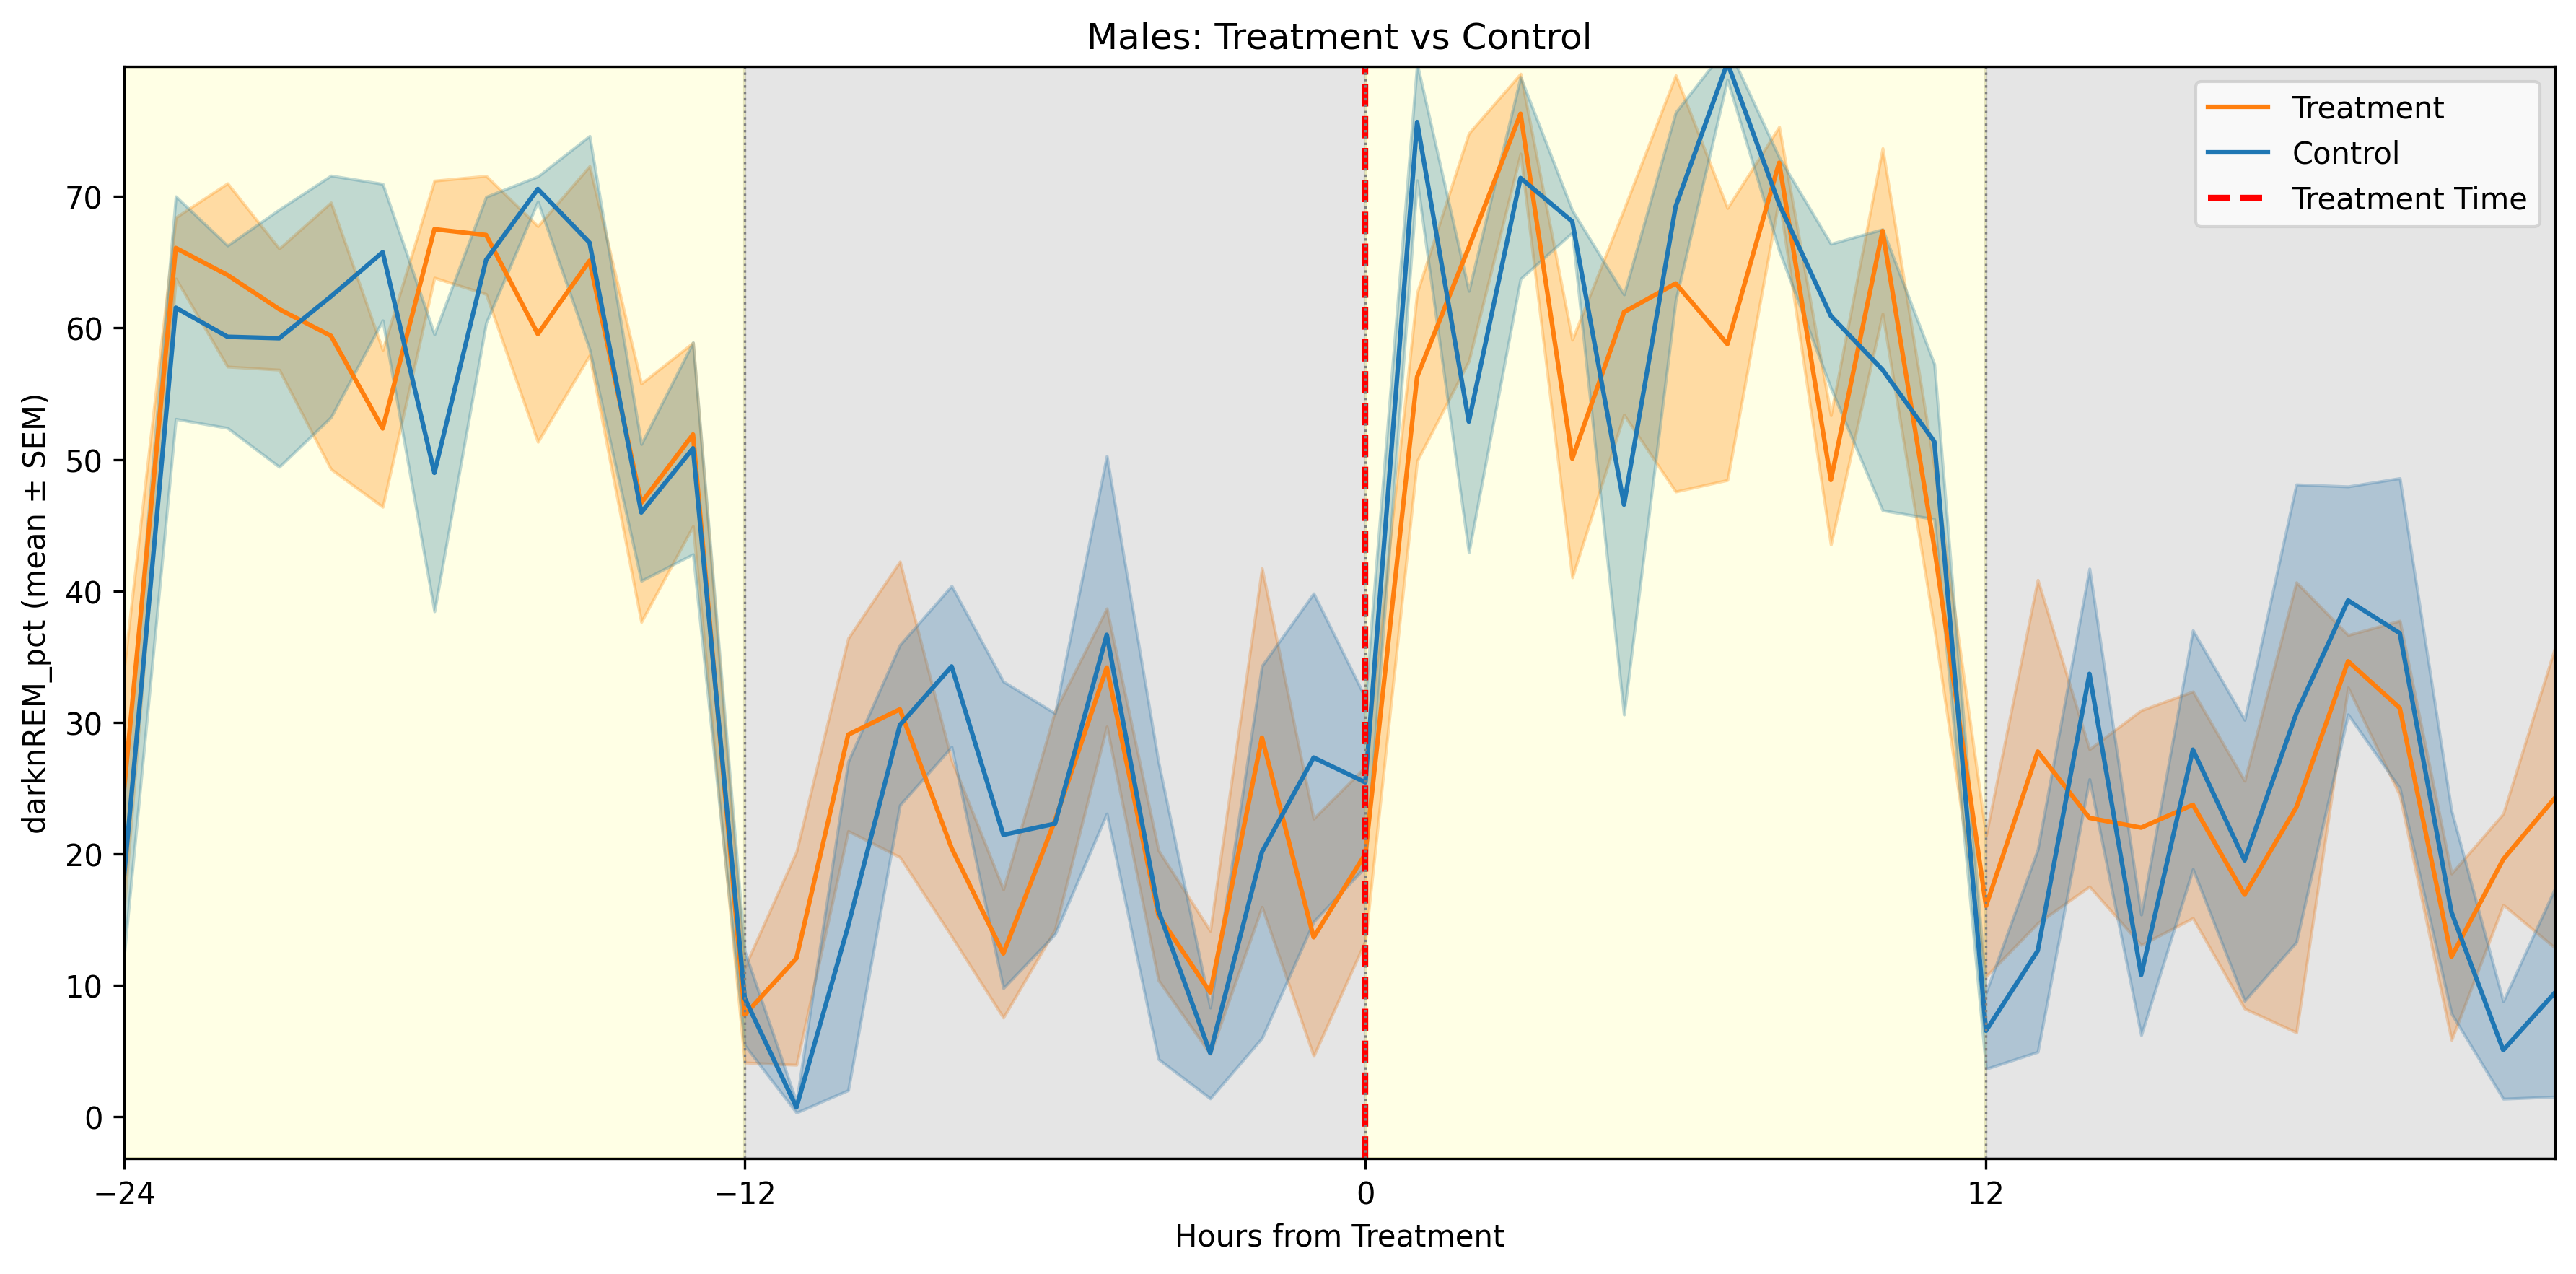 Males: Treatment vs Control
Treatment
Control
Treatment Time
darknREM_pct (mean ± SEM)
70
60
50
40
30
20
10
0
−24
−12
0
12
Hours from Treatment